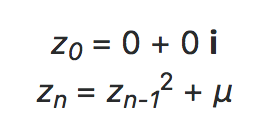 z₀ = 0 + 0 i
zₙ = zₙ₋₁² + μ